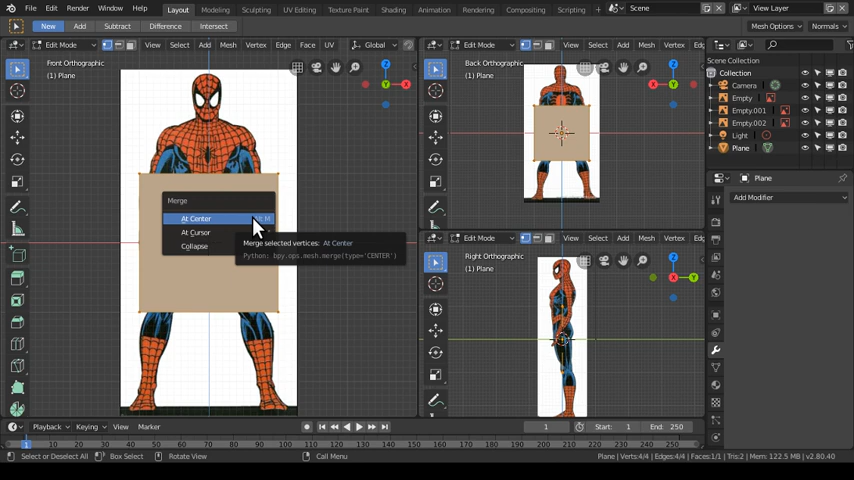 File Edit Render Window Help Layout Modeling Sculpting UV Editing Texture Paint Shading Animation Rendering Compositing Scripting Scene View Layer
New Add Subtract Difference Intersect Mesh Options Normals
Edit Mode View Select Add Mesh Vertex Edge Face UV Global
Edit Mode View Select Add Mesh Vertex Edg
Front Orthographic
(1) Plane
Back Orthographic
(1) Plane
Scene Collection
Collection
Camera
Empty
Empty.001
Empty.002
Light
Plane
Plane
Add Modifier
Merge
At Center
At Cursor
Collapse
Merge selected vertices: At Center
Python: bpy.ops.mesh.merge(type='CENTER')
Edit Mode View Select Add Mesh Vertex Edg
Right Orthographic
(1) Plane
Playback Keying View Marker 1 Start: 1 End: 250
1 10 20 30 40 50 60 70 80 90 100 110 120 130 140 150 160 170 180 190 200 210 220 230 240 250
Select or Deselect All Box Select Rotate View Call Menu Plane | Verts:4/4 | Edges:4/4 | Faces:1/1 | Tris:2 | Mem: 122.5 MB | v2.80.40